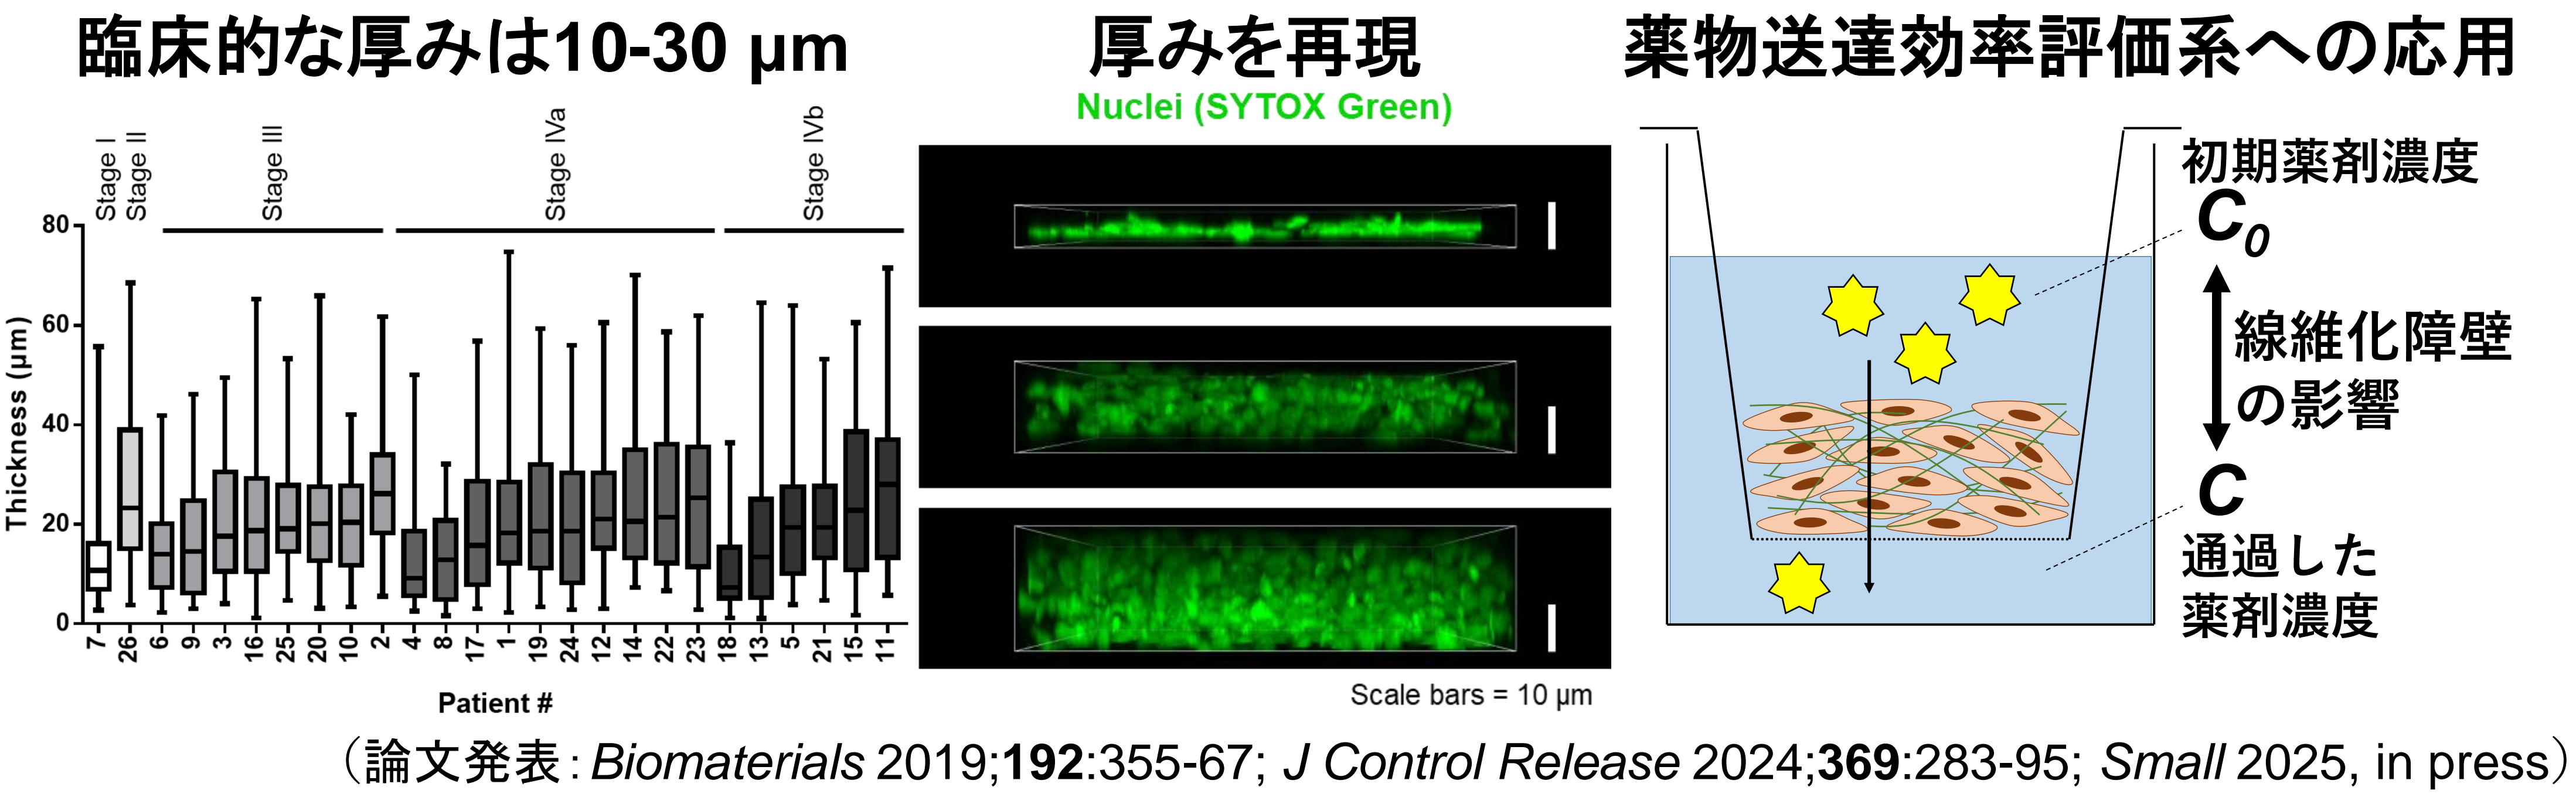 臨床的な厚みは10-30 μm
Stage I
Stage II
Stage III
Stage IVa
Stage IVb
Thickness (μm)
80
60
40
20
0
7 26 6 9 3 16 25 20 10 2 4 8 17 1 19 24 12 14 22 23 18 13 5 21 15 11
Patient #
厚みを再現
Nuclei (SYTOX Green)
Scale bars = 10 μm
薬物送達効率評価系への応用
初期薬剤濃度
C0
線維化障壁
の影響
C
通過した
薬剤濃度
（論文発表：Biomaterials 2019;192:355-67; J Control Release 2024;369:283-95; Small 2025, in press）